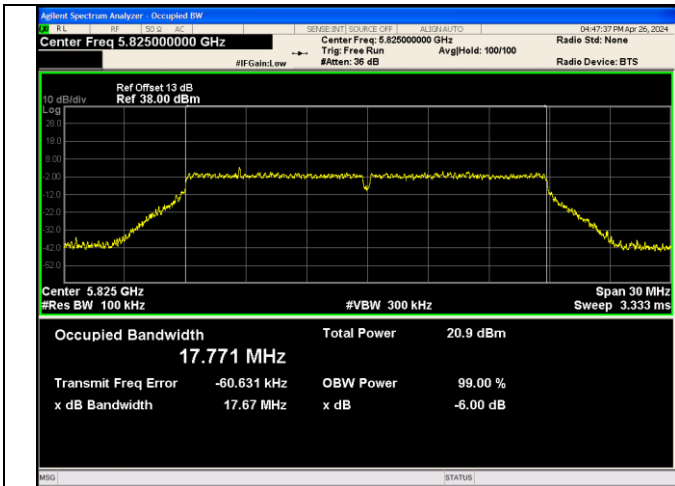 Agilent Spectrum Analyzer - Occupied BW
RL RF 50 Ω AC SENSE:INT SOURCE OFF ALIGNAUTO 04:47:37 PM Apr 26, 2024
Center Freq 5.825000000 GHz Center Freq: 5.825000000 GHz Radio Std: None
Trig: Free Run Avg|Hold: 100/100
#IFGain:Low #Atten: 36 dB Radio Device: BTS
Ref Offset 13 dB
10 dB/div Ref 38.00 dBm
Log
28.0
18.0
8.00
-2.00
-12.0
-22.0
-32.0
-42.0
-52.0
Center 5.825 GHz Span 30 MHz
#Res BW 100 kHz #VBW 300 kHz Sweep 3.333 ms
Occupied Bandwidth Total Power 20.9 dBm
17.771 MHz
Transmit Freq Error -60.631 kHz OBW Power 99.00 %
x dB Bandwidth 17.67 MHz x dB -6.00 dB
MSG STATUS